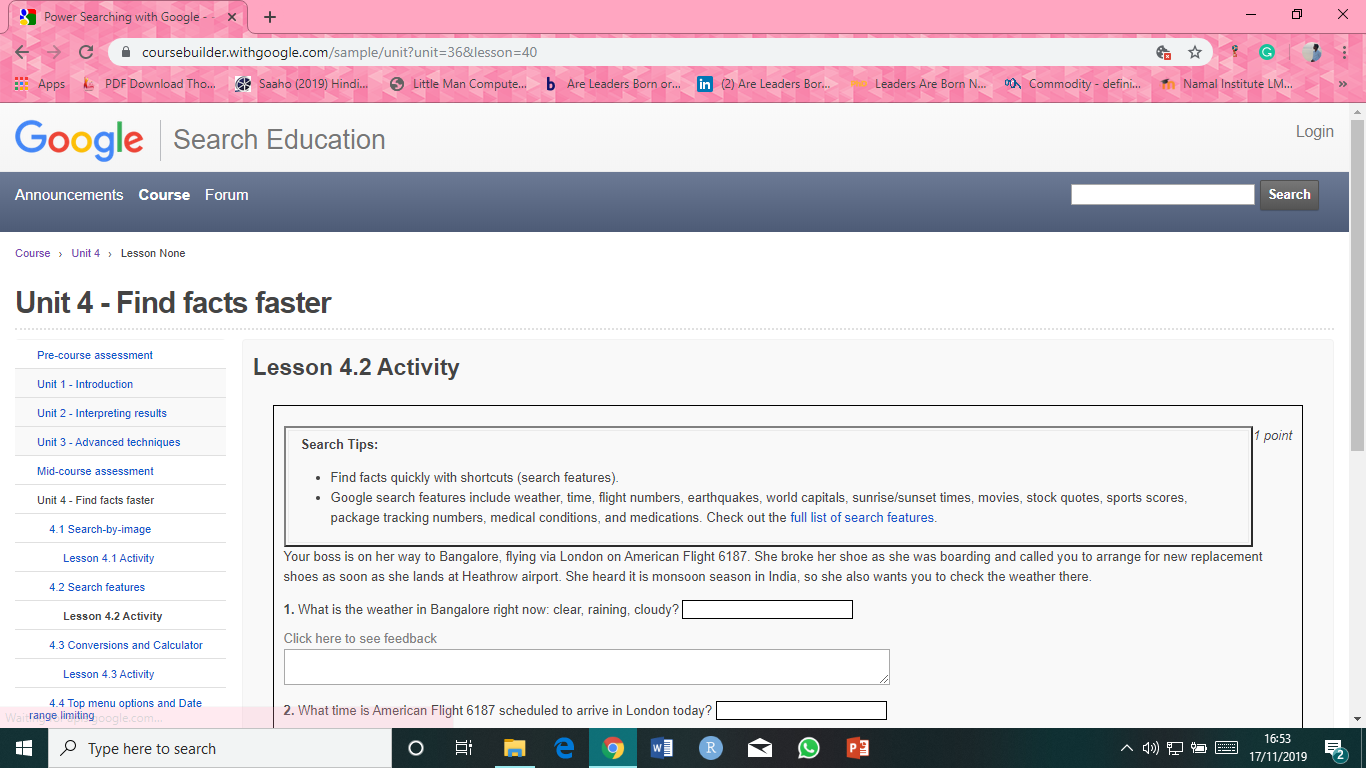 Power Searching with Google -
coursebuilder.withgoogle.com/sample/unit?unit=36&lesson=40
Apps PDF Download Tho... Saaho (2019) Hindi... Little Man Compute... Are Leaders Born or... (2) Are Leaders Bor... Leaders Are Born N... Commodity - defini... Namal Institute LM... »
Google Search Education
Login
Announcements Course Forum
Search
Course › Unit 4 › Lesson None
Unit 4 - Find facts faster
Pre-course assessment
Unit 1 - Introduction
Unit 2 - Interpreting results
Unit 3 - Advanced techniques
Mid-course assessment
Unit 4 - Find facts faster
4.1 Search-by-image
Lesson 4.1 Activity
4.2 Search features
Lesson 4.2 Activity
4.3 Conversions and Calculator
Lesson 4.3 Activity
4.4 Top menu options and Date
range limiting
Lesson 4.2 Activity
1 point
Search Tips:
• Find facts quickly with shortcuts (search features).
• Google search features include weather, time, flight numbers, earthquakes, world capitals, sunrise/sunset times, movies, stock quotes, sports scores,
package tracking numbers, medical conditions, and medications. Check out the full list of search features.
Your boss is on her way to Bangalore, flying via London on American Flight 6187. She broke her shoe as she was boarding and called you to arrange for new replacement
shoes as soon as she lands at Heathrow airport. She heard it is monsoon season in India, so she also wants you to check the weather there.
1. What is the weather in Bangalore right now: clear, raining, cloudy?
Click here to see feedback
2. What time is American Flight 6187 scheduled to arrive in London today?
Type here to search
16:53
17/11/2019
2